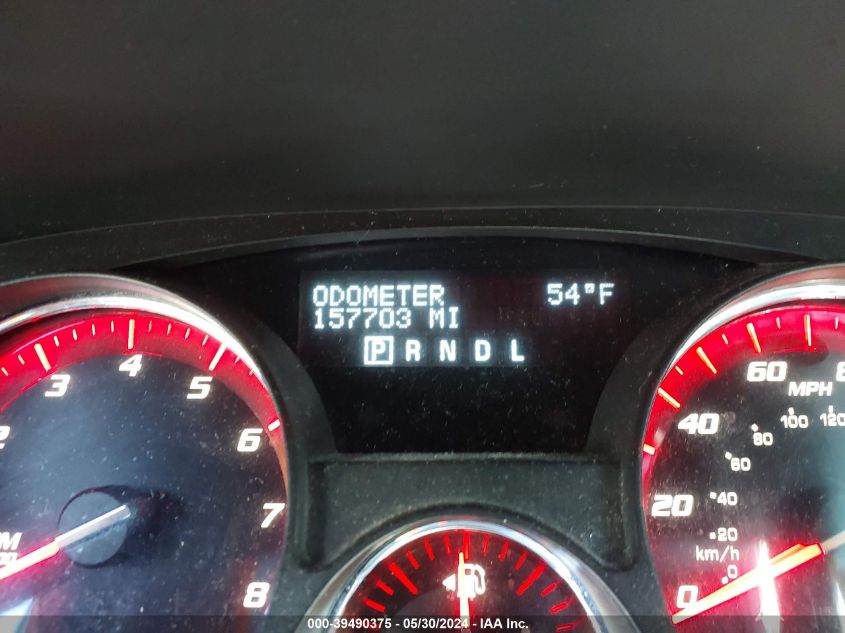 ODOMETER 54°F
157703 MI
P R N D L
3 4 5 6 7 8
0 20 40 60
MPH
0 20 40 60 80 100 120
km/h
000-39490375 - 05/30/2024 - IAA Inc.